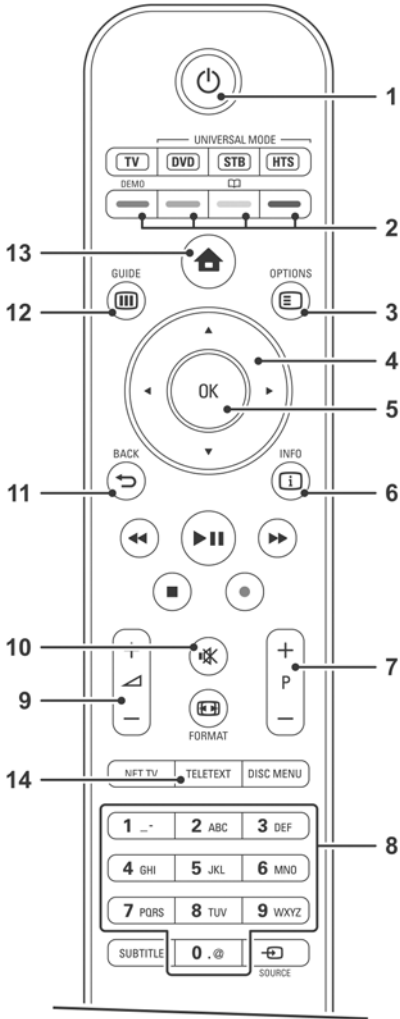 1
UNIVERSAL MODE
TV DVD STB HTS
DEMO
2
13
GUIDE OPTIONS
12 3
4
OK
5
BACK INFO
11 6
10
+ +
P 7
9
− −
FORMAT
14
NET TV TELETEXT DISC MENU
1 _- 2 ABC 3 DEF
8
4 GHI 5 JKL 6 MNO
7 PQRS 8 TUV 9 WXYZ
SUBTITLE 0 .@
SOURCE